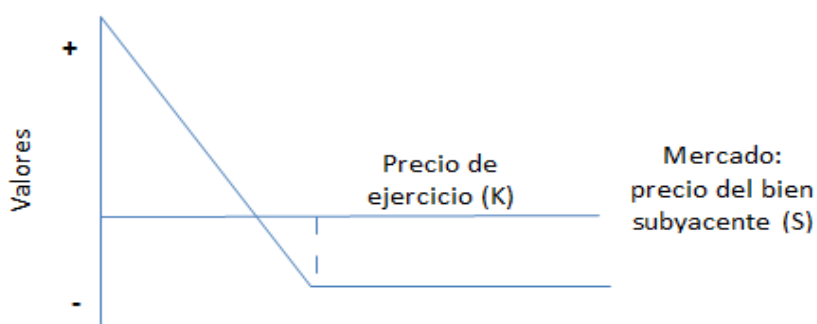 +
Valores
Precio de
ejercicio (K)
Mercado:
precio del bien
subyacente (S)
-